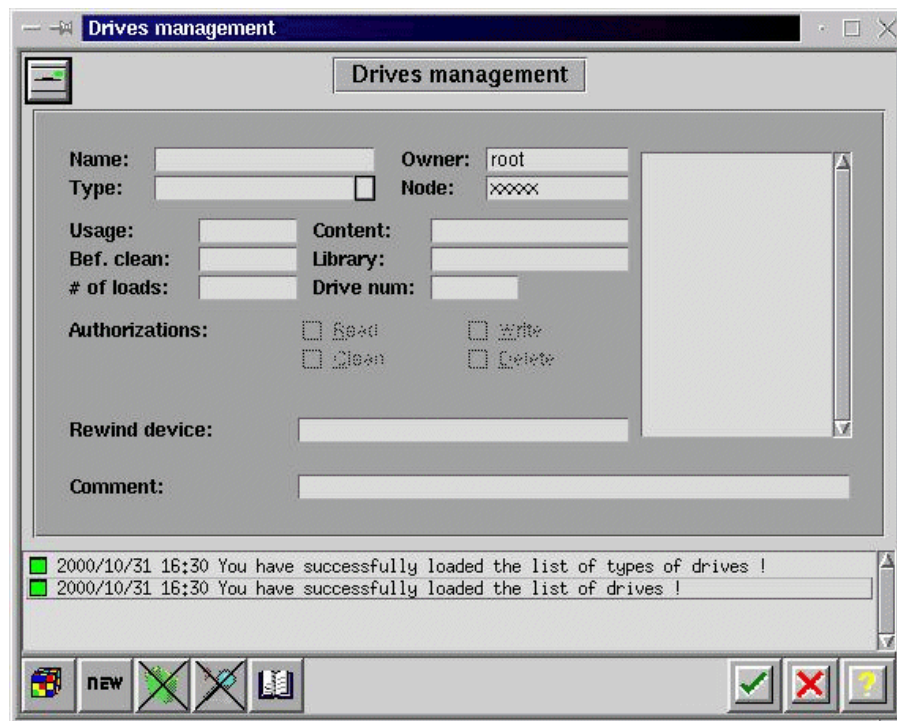 Drives management
Drives management
Name:
Owner: root
Type:
Node: xxxxx
Usage:
Content:
Bef. clean:
Library:
# of loads:
Drive num:
Authorizations:
Read
Write
Clean
Delete
Rewind device:
Comment:
2000/10/31 16:30 You have successfully loaded the list of types of drives !
2000/10/31 16:30 You have successfully loaded the list of drives !
NEW
?